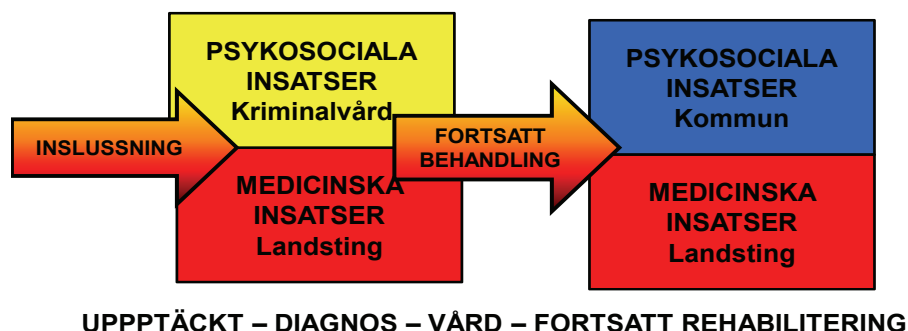 INSLUSSNING
PSYKOSOCIALA
INSATSER
Kriminalvård
MEDICINSKA
INSATSER
Landsting
FORTSATT
BEHANDLING
PSYKOSOCIALA
INSATSER
Kommun
MEDICINSKA
INSATSER
Landsting
UPPPTÄCKT – DIAGNOS – VÅRD – FORTSATT REHABILITERING